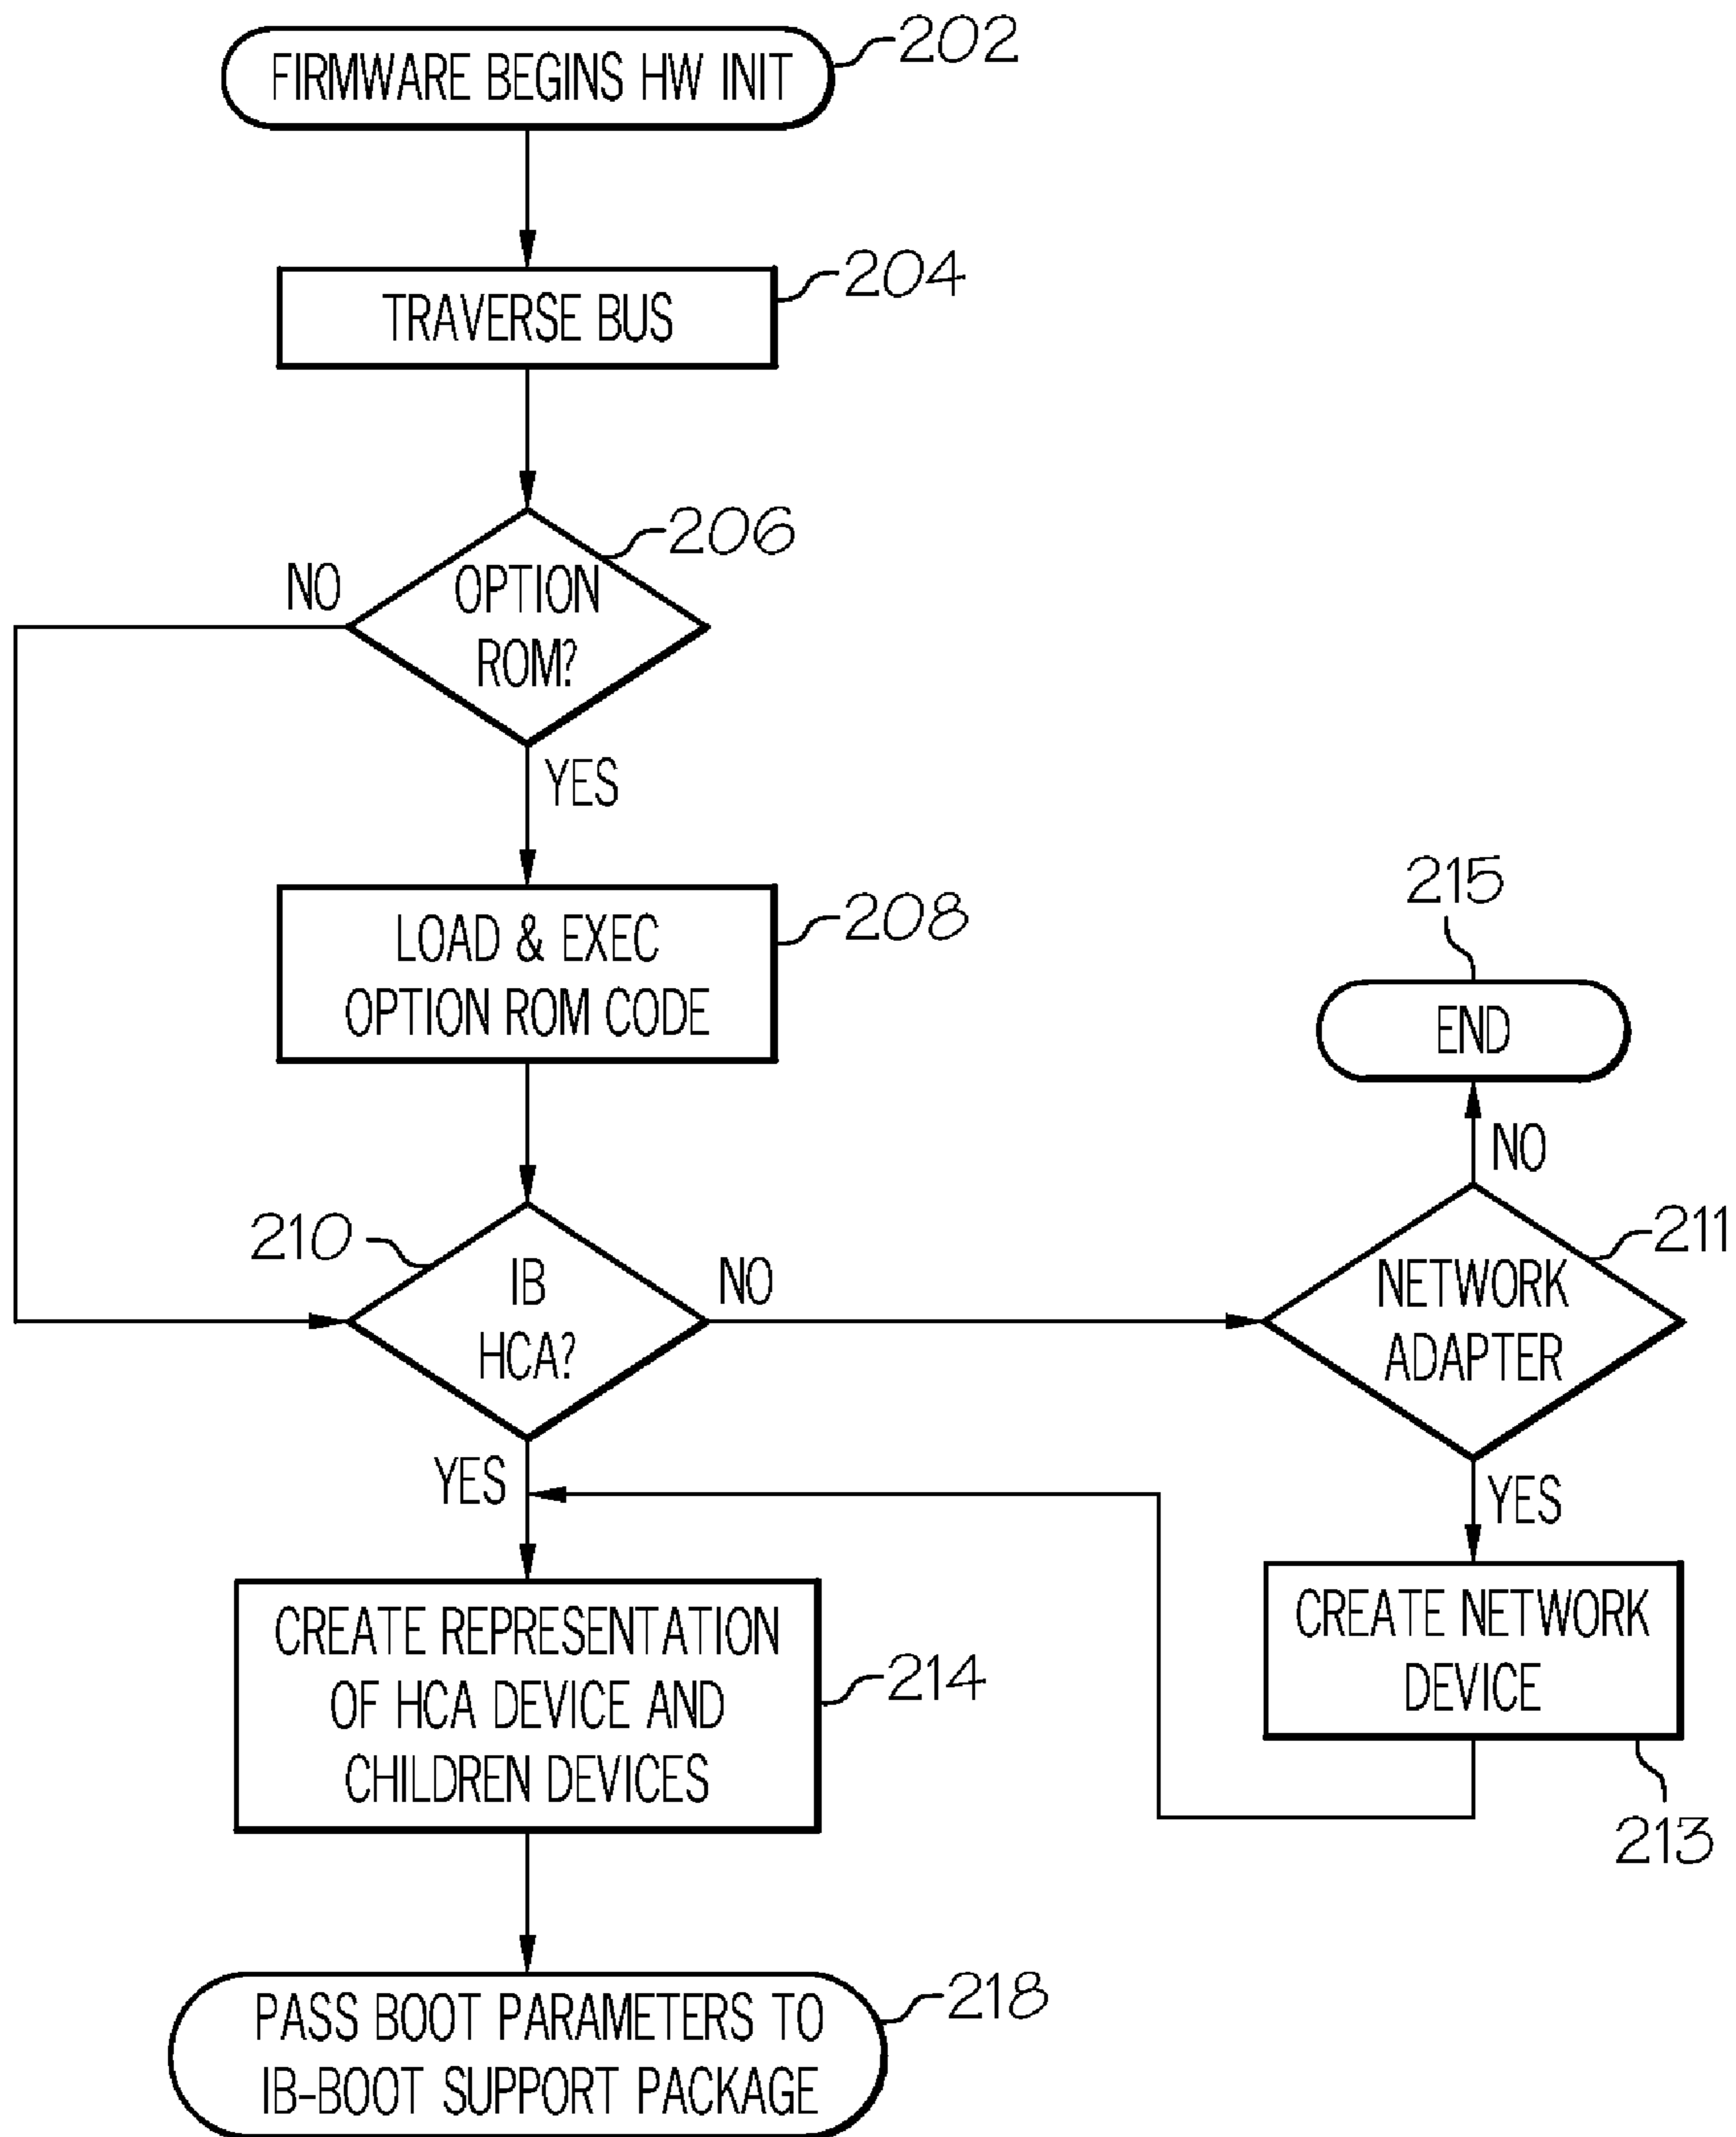 FIRMWARE BEGINS HW INIT
202
TRAVERSE BUS
204
206
OPTION
ROM?
NO
YES
LOAD & EXEC
OPTION ROM CODE
208
210
IB
HCA?
NO
YES
215
END
NO
211
NETWORK
ADAPTER
YES
CREATE NETWORK
DEVICE
213
CREATE REPRESENTATION
OF HCA DEVICE AND
CHILDREN DEVICES
214
PASS BOOT PARAMETERS TO
IB-BOOT SUPPORT PACKAGE
218